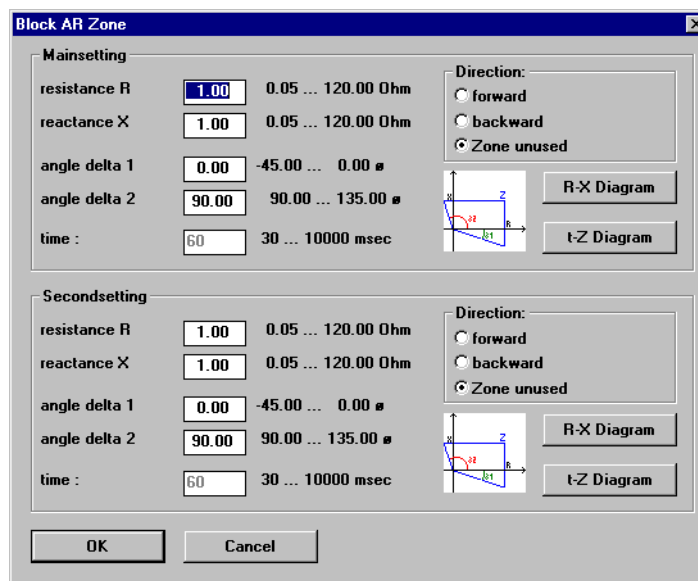 Block AR Zone
Mainsetting
resistance R 1.00 0.05 ... 120.00 Ohm
reactance X 1.00 0.05 ... 120.00 Ohm
angle delta 1 0.00 -45.00 ... 0.00 ø
angle delta 2 90.00 90.00 ... 135.00 ø
time : 60 30 ... 10000 msec
Direction:
forward
backward
Zone unused
X Z R
R-X Diagram
t-Z Diagram
Secondsetting
resistance R 1.00 0.05 ... 120.00 Ohm
reactance X 1.00 0.05 ... 120.00 Ohm
angle delta 1 0.00 -45.00 ... 0.00 ø
angle delta 2 90.00 90.00 ... 135.00 ø
time : 60 30 ... 10000 msec
Direction:
forward
backward
Zone unused
X Z R
R-X Diagram
t-Z Diagram
OK Cancel